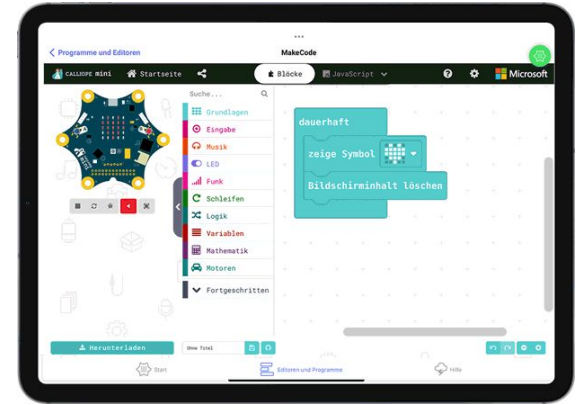 Programme und Editoren
MakeCode
CALLIOPE mini
Startseite
Blöcke
JavaScript
Microsoft
Suche...
Grundlagen
Eingabe
Musik
LED
Funk
Schleifen
Logik
Variablen
Mathematik
Motoren
Fortgeschritten
dauerhaft
zeige Symbol
Bildschirminhalt löschen
Herunterladen
Ohne Titel
Start
Editoren und Programme
Hilfe